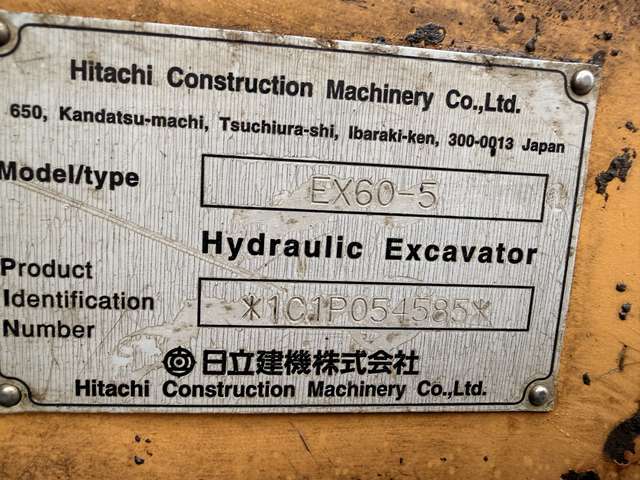 Hitachi Construction Machinery Co.,Ltd.
650, Kandatsu-machi, Tsuchiura-shi, Ibaraki-ken, 300-0013 Japan
Model/type EX60-5
Hydraulic Excavator
Product
Identification *1C1P054585*
Number
日立建機株式会社
Hitachi Construction Machinery Co.,Ltd.